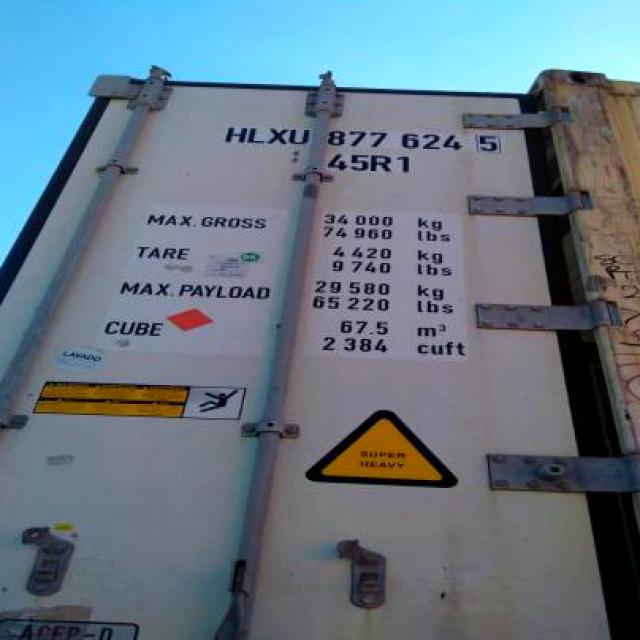 HLXU 877 624 5
45R1
MAX. GROSS 34 000 kg
74 960 lbs
TARE 4 420 kg
9 740 lbs
MAX. PAYLOAD 29 580 kg
65 220 lbs
CUBE 67.5 m³
2 384 cuft
LAVADO
SUPER
HEAVY
ACEP-D